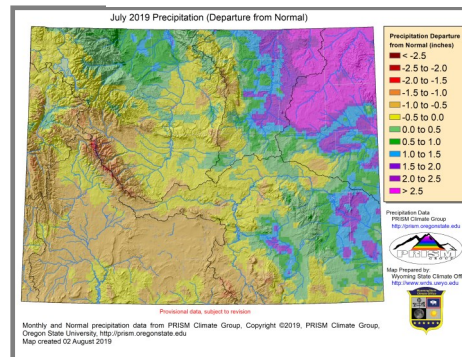 July 2019 Precipitation (Departure from Normal)
Precipitation Departure
from Normal (inches)
< -2.5
-2.5 to -2.0
-2.0 to -1.5
-1.5 to -1.0
-1.0 to -0.5
-0.5 to 0.0
0.0 to 0.5
0.5 to 1.0
1.0 to 1.5
1.5 to 2.0
2.0 to 2.5
> 2.5
Precipitation Data
PRISM Climate Group
http://prism.oregonstate.edu
PRISM
GROUP
Map Prepared by:
Wyoming State Climate Off
http://www.wrds.uwyo.edu
Provisional data, subject to revision
Monthly and Normal precipitation data from PRISM Climate Group, Copyright ©2019, PRISM Climate Group,
Oregon State University, http://prism.oregonstate.edu
Map created 02 August 2019